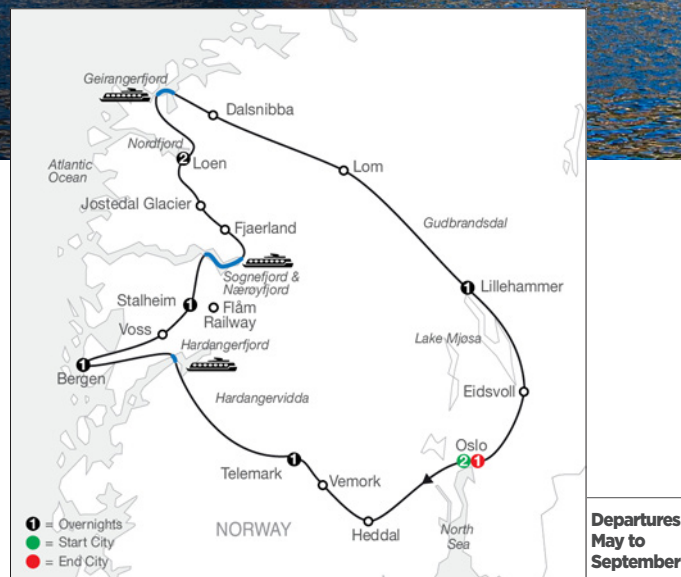 Geirangerfjord
Dalsnibba
Nordfjord
2
Loen
Lom
Atlantic
Ocean
Jostedal Glacier
Fjaerland
Gudbrandsdal
Sognefjord &
Nærøyfjord
1
Lillehammer
Stalheim
1
Flåm
Railway
Voss
Hardangerfjord
Lake Mjøsa
1
Bergen
Hardangervidda
Eidsvoll
Oslo
2 1
1
Telemark
Vemork
Heddal
North
Sea
NORWAY
1 = Overnights
= Start City
= End City
Departures
May to
September